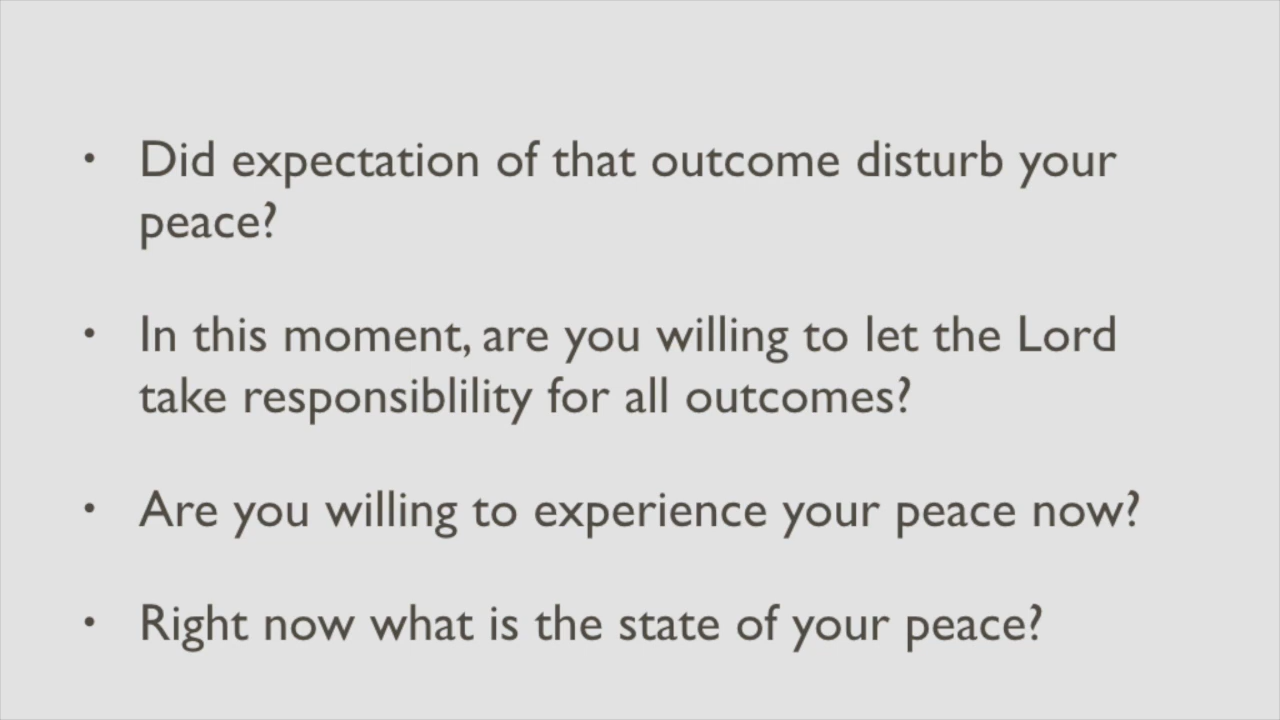 • Did expectation of that outcome disturb your
peace?
• In this moment, are you willing to let the Lord
take responsiblility for all outcomes?
• Are you willing to experience your peace now?
• Right now what is the state of your peace?